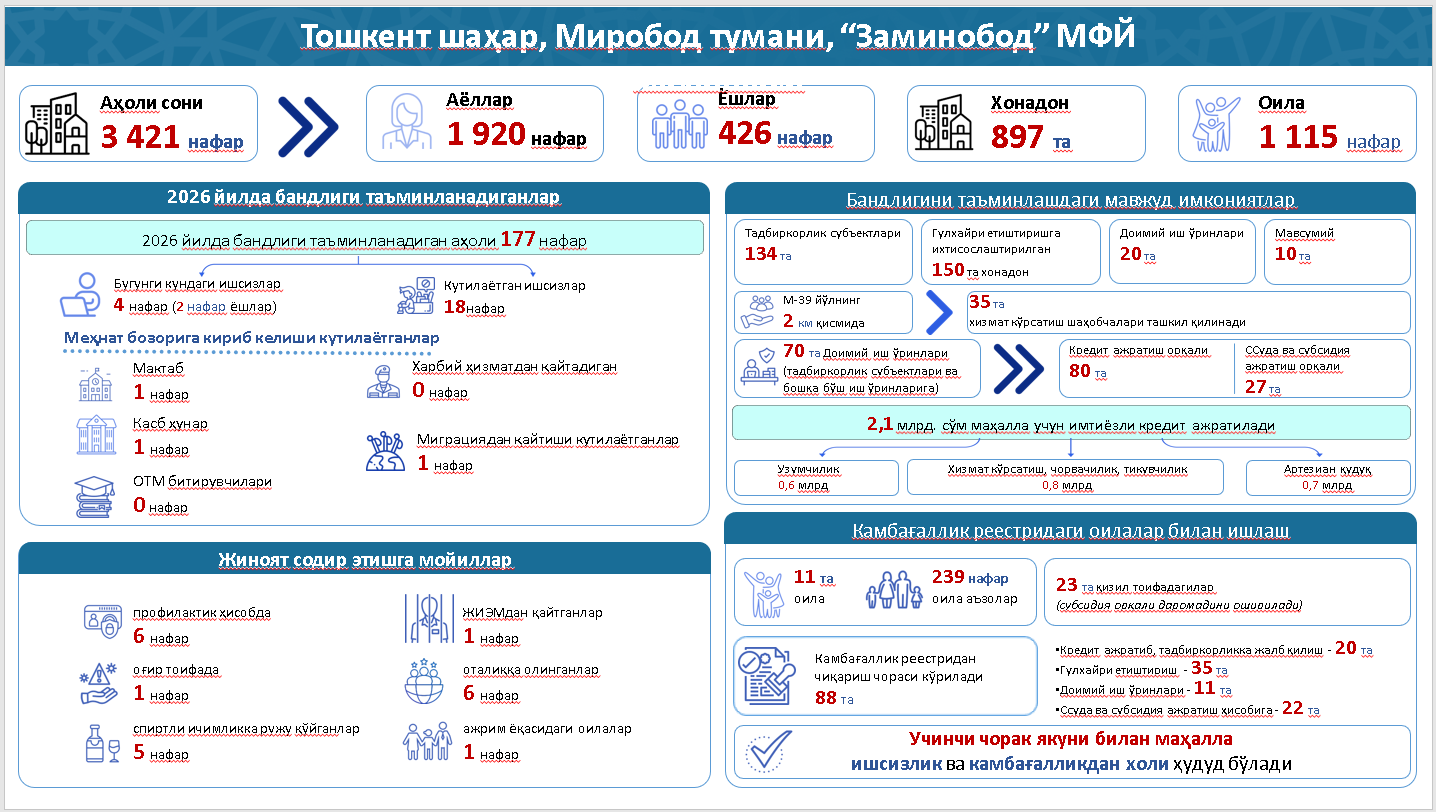 Тошкент шаҳар, Миробод тумани, “Заминобод” МФЙ
Аҳоли сони
3 421 нафар
Аёллар
1 920 нафар
Ёшлар
426 нафар
Хонадон
897 та
Оила
1 115 нафар
2026 йилда бандлиги таъминланадиганлар
2026 йилда бандлиги таъминланадиган аҳоли 177 нафар
Бугунги кундаги ишсизлар
4 нафар (2 нафар ёшлар)
Кутилаётган ишсизлар
18нафар
Меҳнат бозорига кириб келиши кутилаётганлар
Мактаб
1 нафар
Харбий ҳизматдан қайтадиган
0 нафар
Касб ҳунар
1 нафар
Миграциядан қайтиши кутилаётганлар
1 нафар
ОТМ битирувчилари
0 нафар
Жиноят содир этишга мойиллар
профилактик ҳисобда
6 нафар
ЖИЭМдан қайтганлар
1 нафар
оғир тоифада
1 нафар
оталиққа олинганлар
6 нафар
спиртли ичимликка ружу қўйганлар
5 нафар
ажрим ёқасидаги оилалар
1 нафар
Бандлигини таъминлашдаги мавжуд имкониятлар
Тадбиркорлик субъектлари
134 та
Гулхайри етиштиришга
ихтисослаштирилган
150 та хонадон
Доимий иш ўринлари
20 та
Мавсумий
10 та
М-39 йўлнинг
2 км қисмида
35 та
хизмат кўрсатиш шаҳобчалари ташкил қилинади
70 та Доимий иш ўринлари
(тадбиркорлик субъектлари ва
бошка бўш иш ўринларига)
Кредит ажратиш орқали
80 та
ССуда ва субсидия
ажратиш орқали
27 та
2,1 млрд. сўм маҳалла учун имтиёзли кредит ажратилади
Узумчилик
0,6 млрд
Хизмат кўрсатиш, чорвачилик, тикувчилик
0,8 млрд
Артезиан қудуқ
0,7 млрд
Камбағаллик реестридаги оилалар билан ишлаш
11 та
оила
239 нафар
оила аъзолар
23 та қизил тоифадагилар
(субсидия орқали даромадини оширилади)
Камбағаллик реестридан
чиқариш чораси кўрилади
88 та
•Кредит ажратиб, тадбиркорликка жалб қилиш - 20 та
•Гулхайри етиштириш - 35 та
•Доимий иш ўринлари - 11 та
•Ссуда ва субсидия ажратиш ҳисобига - 22 та
Учинчи чорак якуни билан маҳалла
ишсизлик ва камбағалликдан холи ҳудуд бўлади